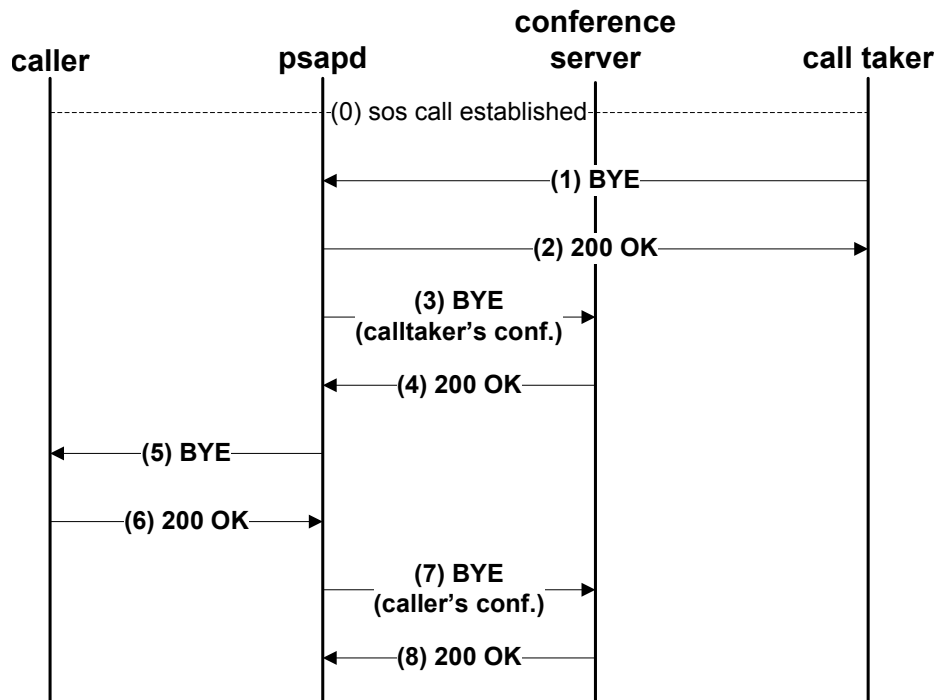 conference
caller psapd server call taker
(0) sos call established
(1) BYE
(2) 200 OK
(3) BYE
(calltaker's conf.)
(4) 200 OK
(5) BYE
(6) 200 OK
(7) BYE
(caller's conf.)
(8) 200 OK